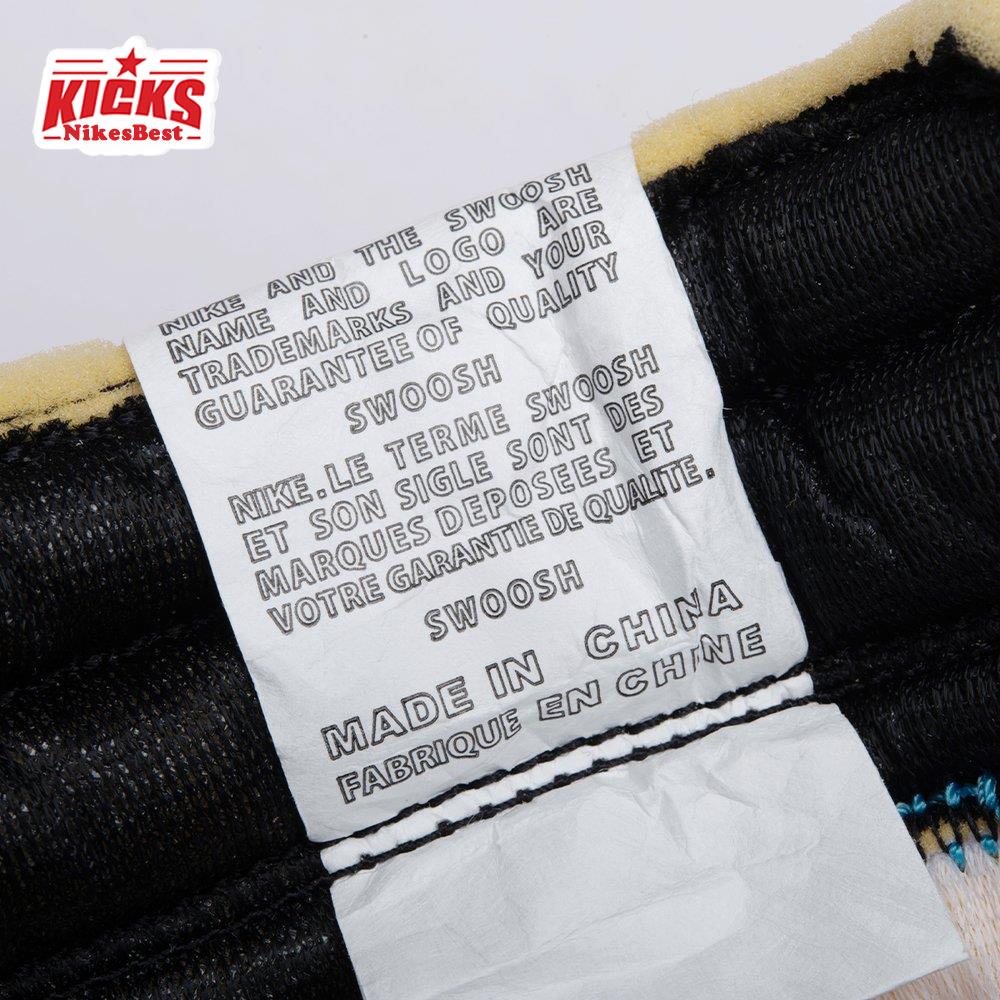 KICKS
NikesBest
NIKE AND THE SWOOSH
NAME AND LOGO ARE
TRADEMARKS AND YOUR
GUARANTEE OF QUALITY
SWOOSH
NIKE.LE TERME SWOOSH
ET SON SIGLE SONT DES
MARQUES DEPOSEES ET
VOTRE GARANTIE DE QUALITE.
SWOOSH
MADE IN CHINA
FABRIQUE EN CHINE